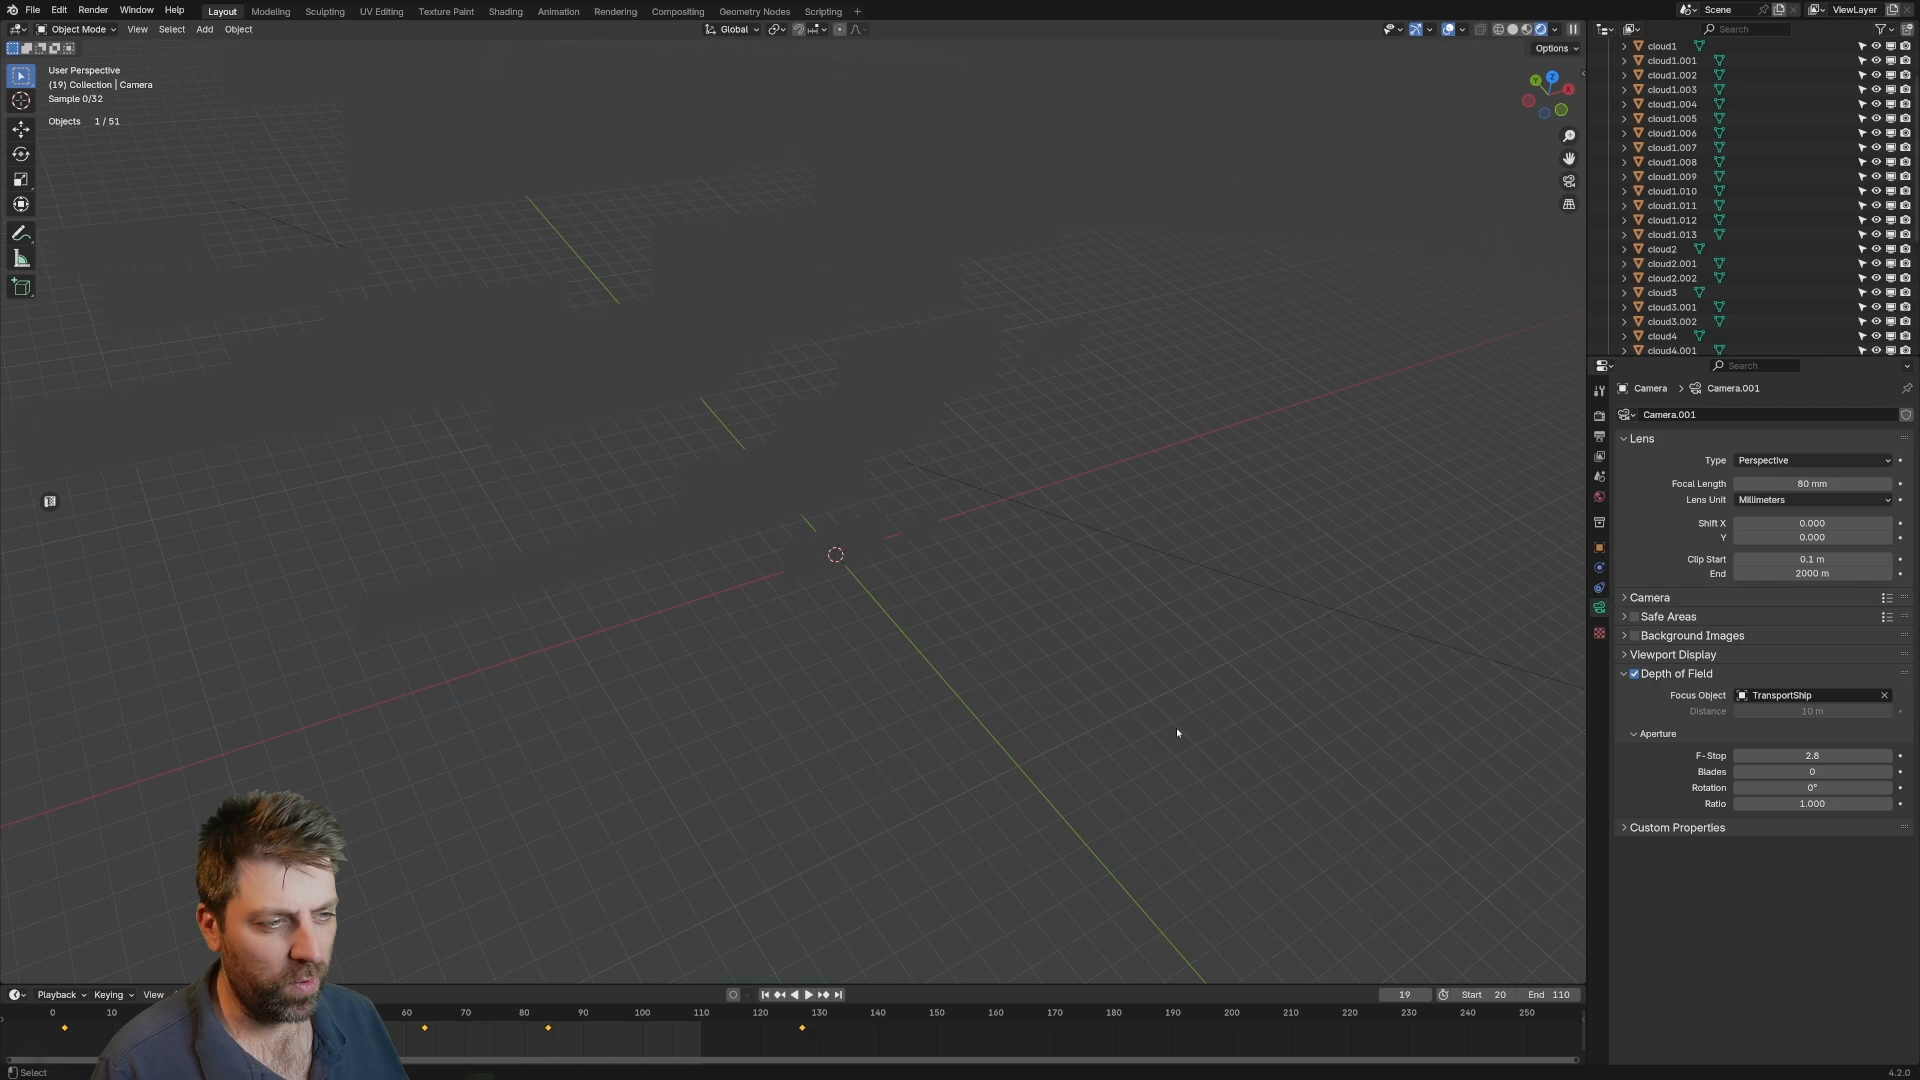 File Edit Render Window Help Layout Modeling Sculpting UV Editing Texture Paint Shading Animation Rendering Compositing Geometry Nodes Scripting + Scene ViewLayer
Object Mode View Select Add Object Global Search
Options
User Perspective
(19) Collection | Camera
Sample 0/32
Objects 1 / 51
Y Z X
cloud1
cloud1.001
cloud1.002
cloud1.003
cloud1.004
cloud1.005
cloud1.006
cloud1.007
cloud1.008
cloud1.009
cloud1.010
cloud1.011
cloud1.012
cloud1.013
cloud2
cloud2.001
cloud2.002
cloud3
cloud3.001
cloud3.002
cloud4
cloud4.001
Search
Camera > Camera.001
Camera.001
Lens
Type Perspective
Focal Length 80 mm
Lens Unit Millimeters
Shift X 0.000
Y 0.000
Clip Start 0.1 m
End 2000 m
Camera
Safe Areas
Background Images
Viewport Display
Depth of Field
Focus Object TransportShip
Distance 10 m
Aperture
F-Stop 2.8
Blades 0
Rotation 0°
Ratio 1.000
Custom Properties
Playback Keying View 19 Start 20 End 110
0 10 60 70 80 90 100 110 120 130 140 150 160 170 180 190 200 210 220 230 240 250
Select 4.2.0